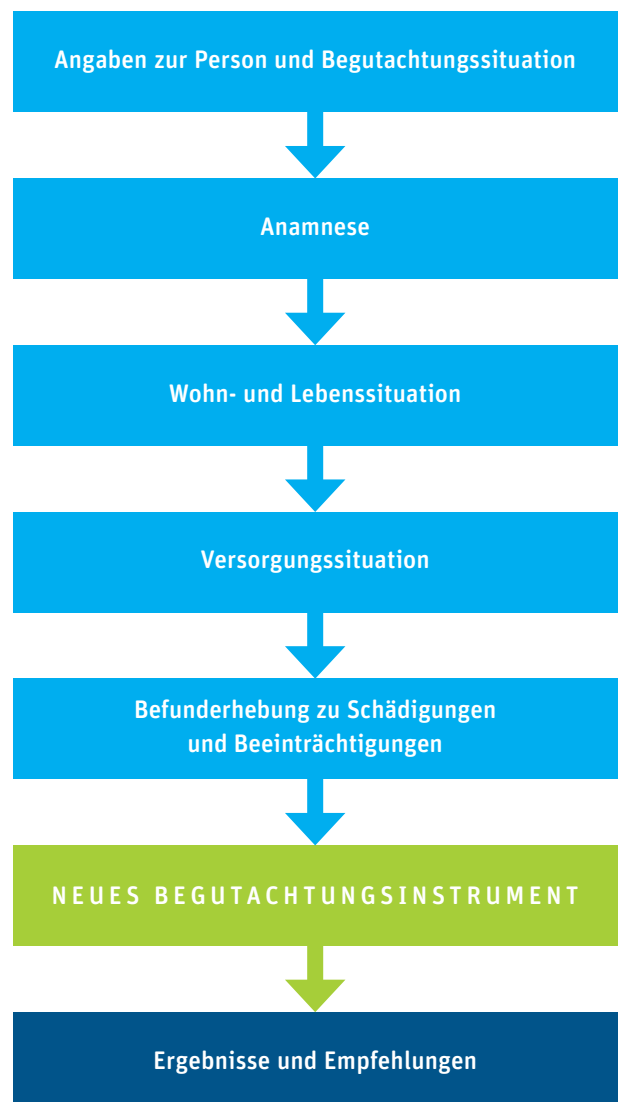 Angaben zur Person und Begutachtungssituation
Anamnese
Wohn- und Lebenssituation
Versorgungssituation
Befunderhebung zu Schädigungen
und Beeinträchtigungen
NEUES BEGUTACHTUNGSINSTRUMENT
Ergebnisse und Empfehlungen